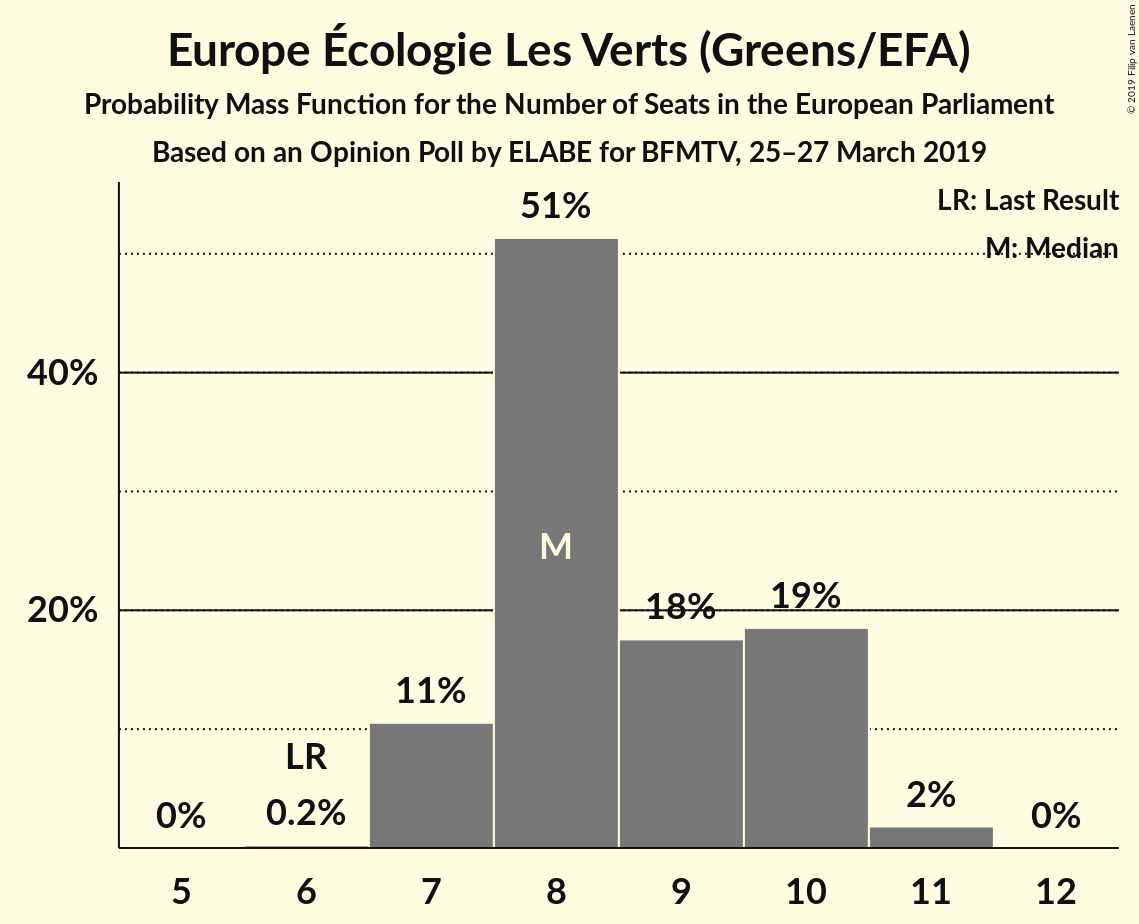 Europe Écologie Les Verts (Greens/EFA)
Probability Mass Function for the Number of Seats in the European Parliament
Based on an Opinion Poll by ELABE for BFMTV, 25–27 March 2019
© 2019 Filip van Laenen
LR: Last Result
M: Median
51%
40%
M
20%
18%
19%
11%
LR
0%
0.2%
2%
0%
5 6 7 8 9 10 11 12